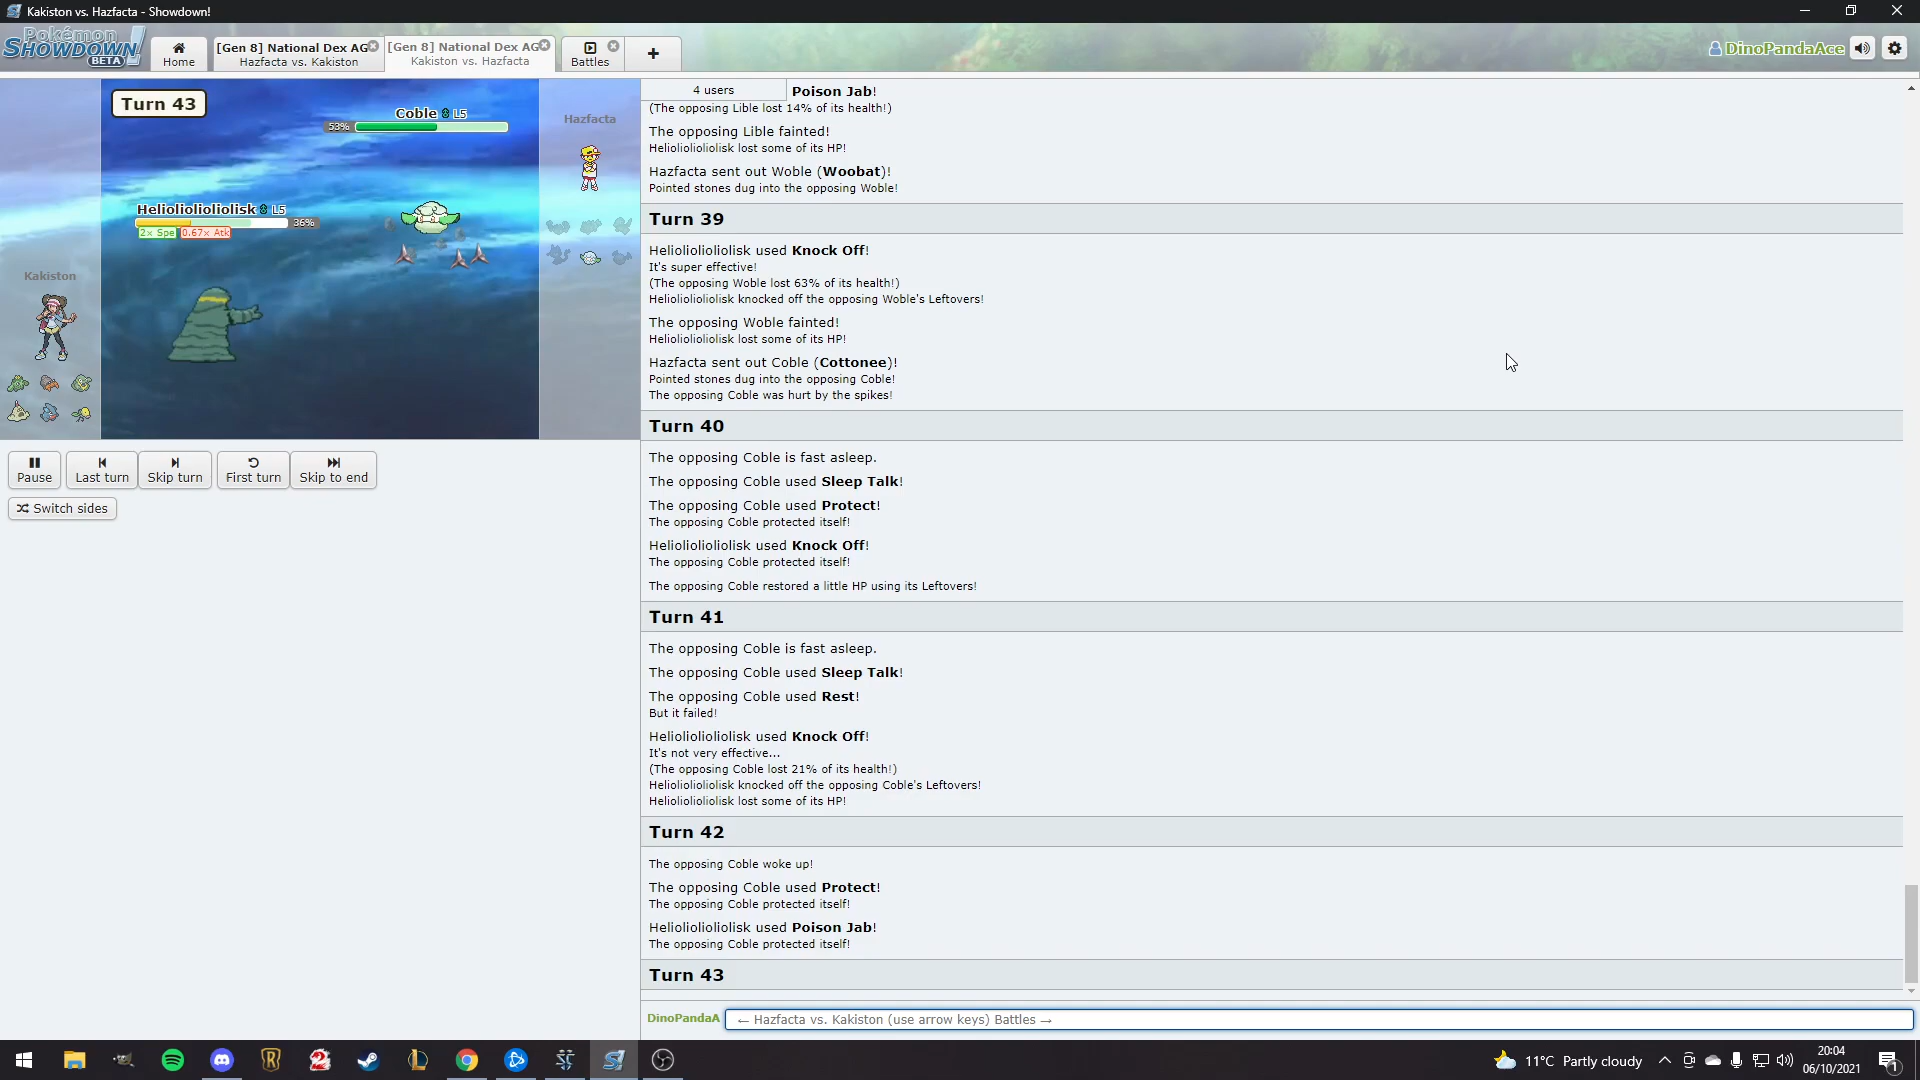 Kakiston vs. Hazfacta - Showdown!
Pokémon
SHOWDOWN!
BETA
Home
[Gen 8] National Dex AG
Hazfacta vs. Kakiston
[Gen 8] National Dex AG
Kakiston vs. Hazfacta
Battles
+
DinoPandaAce
Turn 43
Coble L5
53%
Hazfacta
Heliolioliolisk L5
36%
2× Spe 0.67× Atk
Kakiston
Pause
Last turn
Skip turn
First turn
Skip to end
Switch sides
4 users
Poison Jab!
(The opposing Lible lost 14% of its health!)
The opposing Lible fainted!
Heliolioliolisk lost some of its HP!
Hazfacta sent out Woble (Woobat)!
Pointed stones dug into the opposing Woble!
Turn 39
Heliolioliolisk used Knock Off!
It's super effective!
(The opposing Woble lost 63% of its health!)
Heliolioliolisk knocked off the opposing Woble's Leftovers!
The opposing Woble fainted!
Heliolioliolisk lost some of its HP!
Hazfacta sent out Coble (Cottonee)!
Pointed stones dug into the opposing Coble!
The opposing Coble was hurt by the spikes!
Turn 40
The opposing Coble is fast asleep.
The opposing Coble used Sleep Talk!
The opposing Coble used Protect!
The opposing Coble protected itself!
Heliolioliolisk used Knock Off!
The opposing Coble protected itself!
The opposing Coble restored a little HP using its Leftovers!
Turn 41
The opposing Coble is fast asleep.
The opposing Coble used Sleep Talk!
The opposing Coble used Rest!
But it failed!
Heliolioliolisk used Knock Off!
It's not very effective...
(The opposing Coble lost 21% of its health!)
Heliolioliolisk knocked off the opposing Coble's Leftovers!
Heliolioliolisk lost some of its HP!
Turn 42
The opposing Coble woke up!
The opposing Coble used Protect!
The opposing Coble protected itself!
Heliolioliolisk used Poison Jab!
The opposing Coble protected itself!
Turn 43
DinoPandaA
← Hazfacta vs. Kakiston (use arrow keys) Battles →
11°C Partly cloudy
20:04
06/10/2021
1